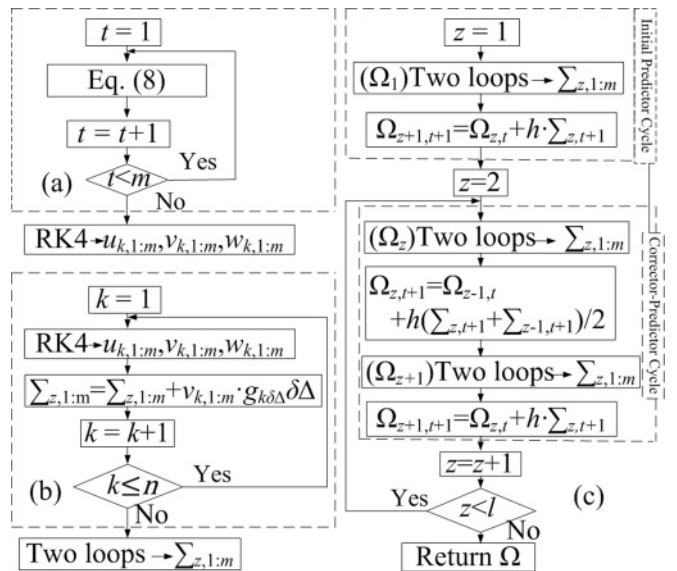 t = 1
Eq. (8)
t = t+1
Yes
(a)
t<m
No
RK4→u_{k,1:m},v_{k,1:m},w_{k,1:m}
k = 1
RK4→u_{k,1:m},v_{k,1:m},w_{k,1:m}
∑_{z,1:m}=∑_{z,1:m}+v_{k,1:m}·g_{kδΔ}δΔ
k = k+1
Yes
(b)
k≤n
No
Two loops→∑_{z,1:m}
z = 1
(Ω_1)Two loops→∑_{z,1:m}
Ω_{z+1,t+1}=Ω_{z,t}+h·∑_{z,t+1}
Initial Predictor Cycle
z=2
(Ω_z)Two loops→∑_{z,1:m}
Ω_{z,t+1}=Ω_{z-1,t}
+h(∑_{z,t+1}+∑_{z-1,t+1})/2
(Ω_{z+1})Two loops→∑_{z,1:m}
Ω_{z+1,t+1}=Ω_{z,t}+h·∑_{z,t+1}
Corrector-Predictor Cycle
z=z+1
Yes
z<l
(c)
No
Return Ω